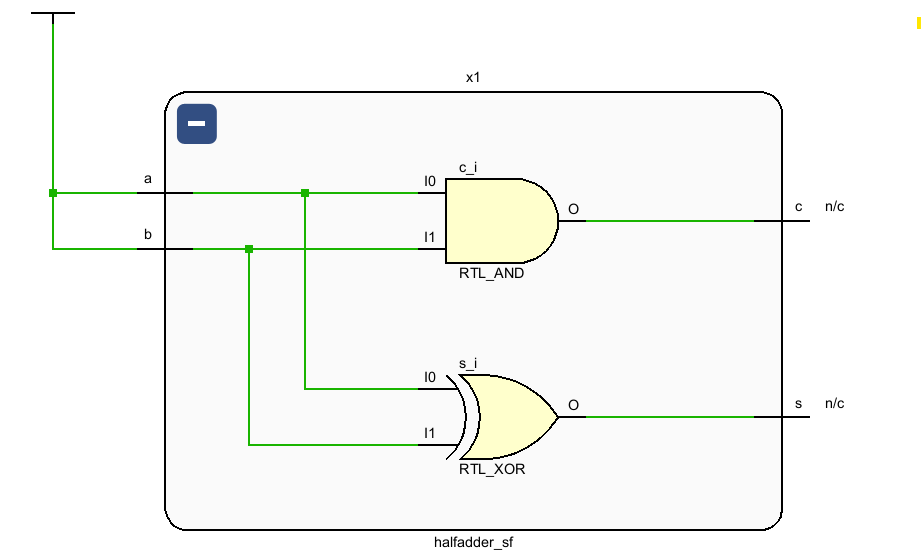 x1
a
b
I0
I1
c_i
O
RTL_AND
c
n/c
I0
I1
s_i
O
RTL_XOR
s
n/c
halfadder_sf